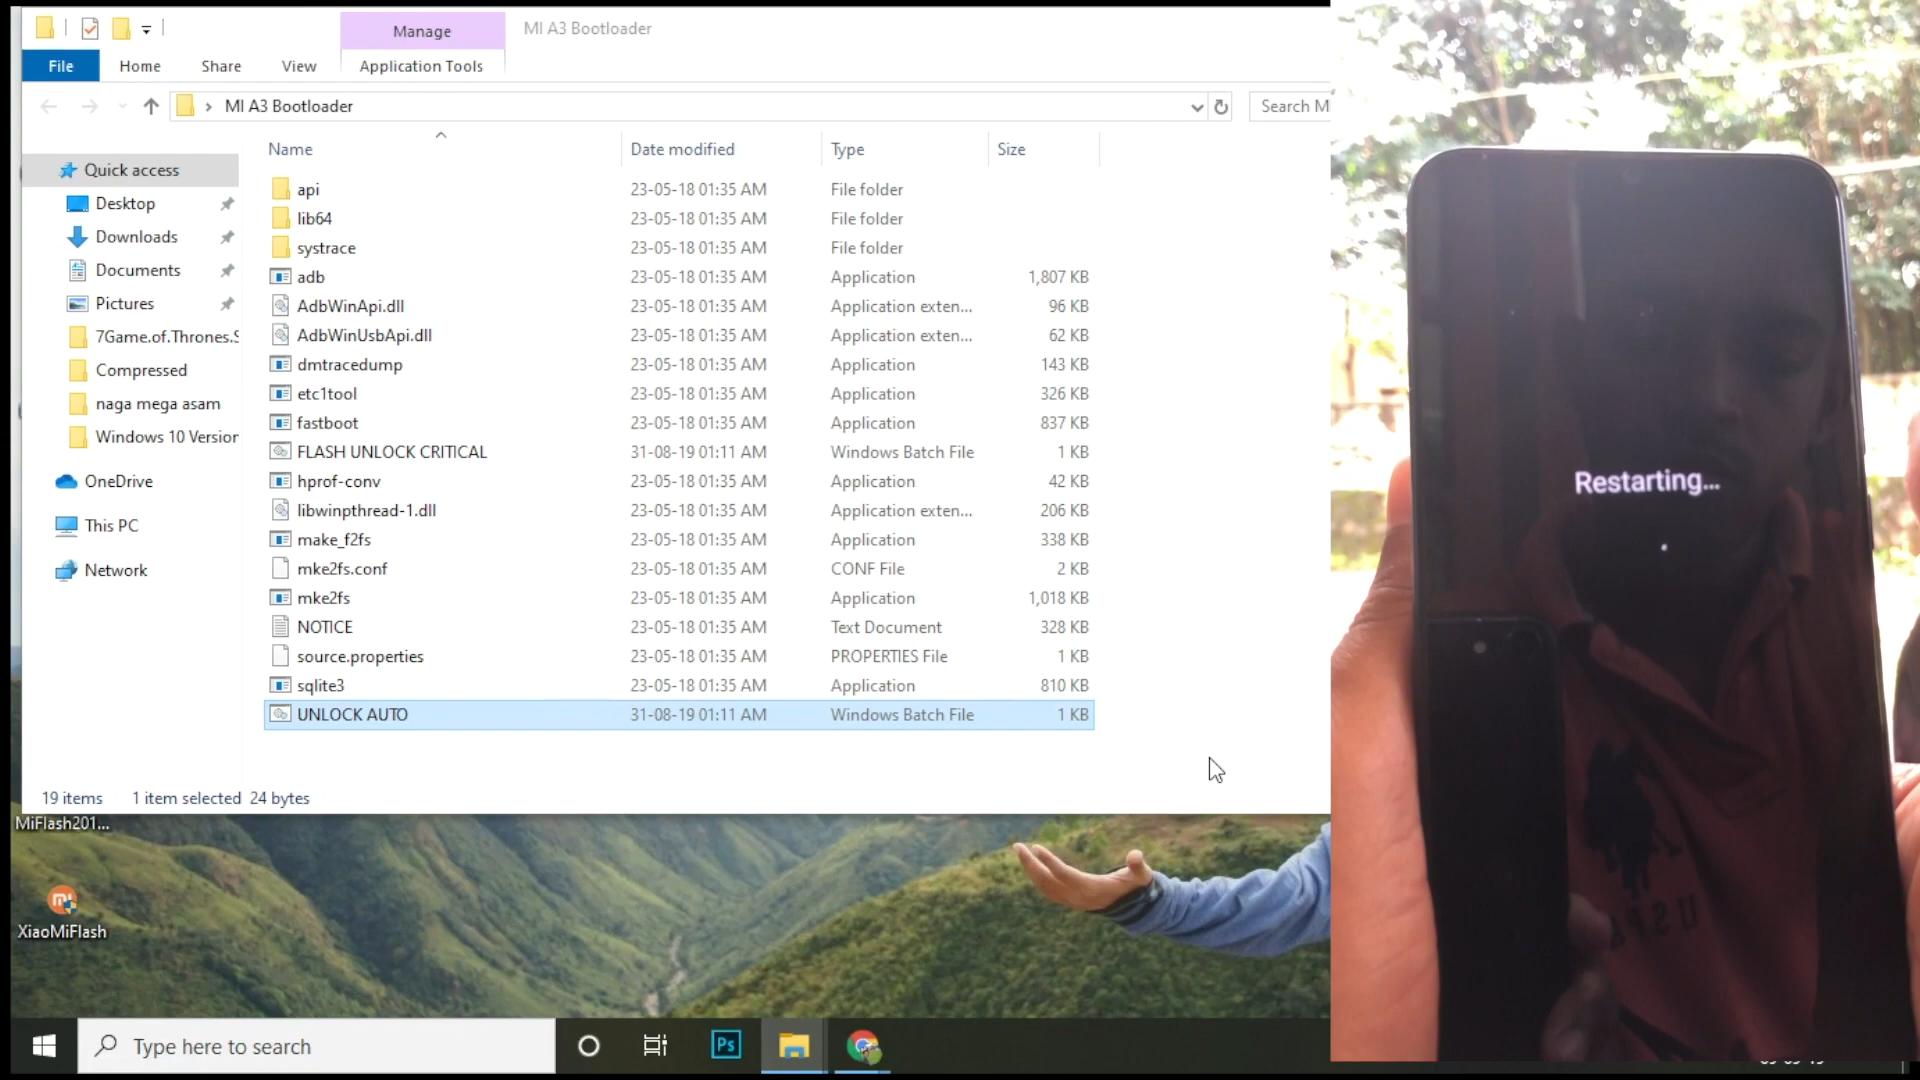 Manage
MI A3 Bootloader
File
Home
Share
View
Application Tools
MI A3 Bootloader
Search M
Name
Date modified
Type
Size
Quick access
Desktop
Downloads
Documents
Pictures
7Game.of.Thrones.S
Compressed
naga mega asam
Windows 10 Version
OneDrive
This PC
Network
api 23-05-18 01:35 AM File folder
lib64 23-05-18 01:35 AM File folder
systrace 23-05-18 01:35 AM File folder
adb 23-05-18 01:35 AM Application 1,807 KB
AdbWinApi.dll 23-05-18 01:35 AM Application exten... 96 KB
AdbWinUsbApi.dll 23-05-18 01:35 AM Application exten... 62 KB
dmtracedump 23-05-18 01:35 AM Application 143 KB
etc1tool 23-05-18 01:35 AM Application 326 KB
fastboot 23-05-18 01:35 AM Application 837 KB
FLASH UNLOCK CRITICAL 31-08-19 01:11 AM Windows Batch File 1 KB
hprof-conv 23-05-18 01:35 AM Application 42 KB
libwinpthread-1.dll 23-05-18 01:35 AM Application exten... 206 KB
make_f2fs 23-05-18 01:35 AM Application 338 KB
mke2fs.conf 23-05-18 01:35 AM CONF File 2 KB
mke2fs 23-05-18 01:35 AM Application 1,018 KB
NOTICE 23-05-18 01:35 AM Text Document 328 KB
source.properties 23-05-18 01:35 AM PROPERTIES File 1 KB
sqlite3 23-05-18 01:35 AM Application 810 KB
UNLOCK AUTO 31-08-19 01:11 AM Windows Batch File 1 KB
19 items 1 item selected 24 bytes
MiFlash201...
XiaoMiFlash
Type here to search
Ps
Restarting...